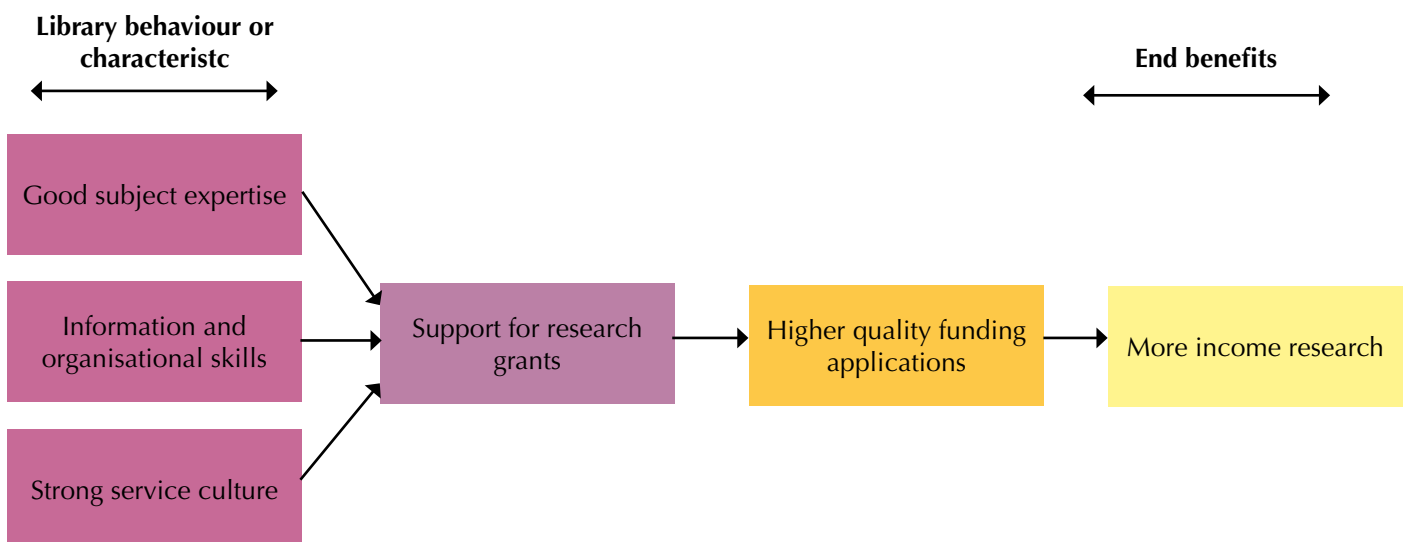 Library behaviour or
characteristc
End benefits
Good subject expertise
Information and
organisational skills
Strong service culture
Support for research
grants
Higher quality funding
applications
More income research